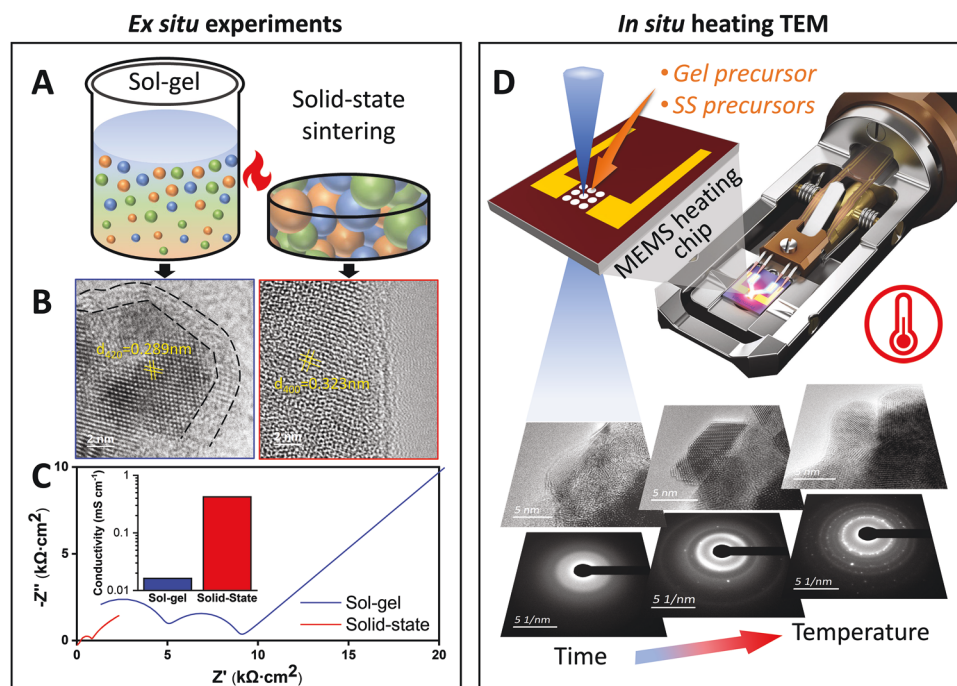 Ex situ experiments
A
Sol-gel
Solid-state
sintering
B
d420~0.289nm
2 nm
d400~0.323nm
2 nm
C
10
5
0
-Z'' (kΩ·cm²)
0
5
10
15
20
Z' (kΩ·cm²)
1
0.1
0.01
Conductivity (mS cm⁻¹)
Sol-gel
Solid-State
Sol-gel
Solid-state
In situ heating TEM
D
• Gel precursor
• SS precursors
MEMS heating
chip
5 nm
5 nm
5 nm
5 1/nm
5 1/nm
5 1/nm
Time
Temperature